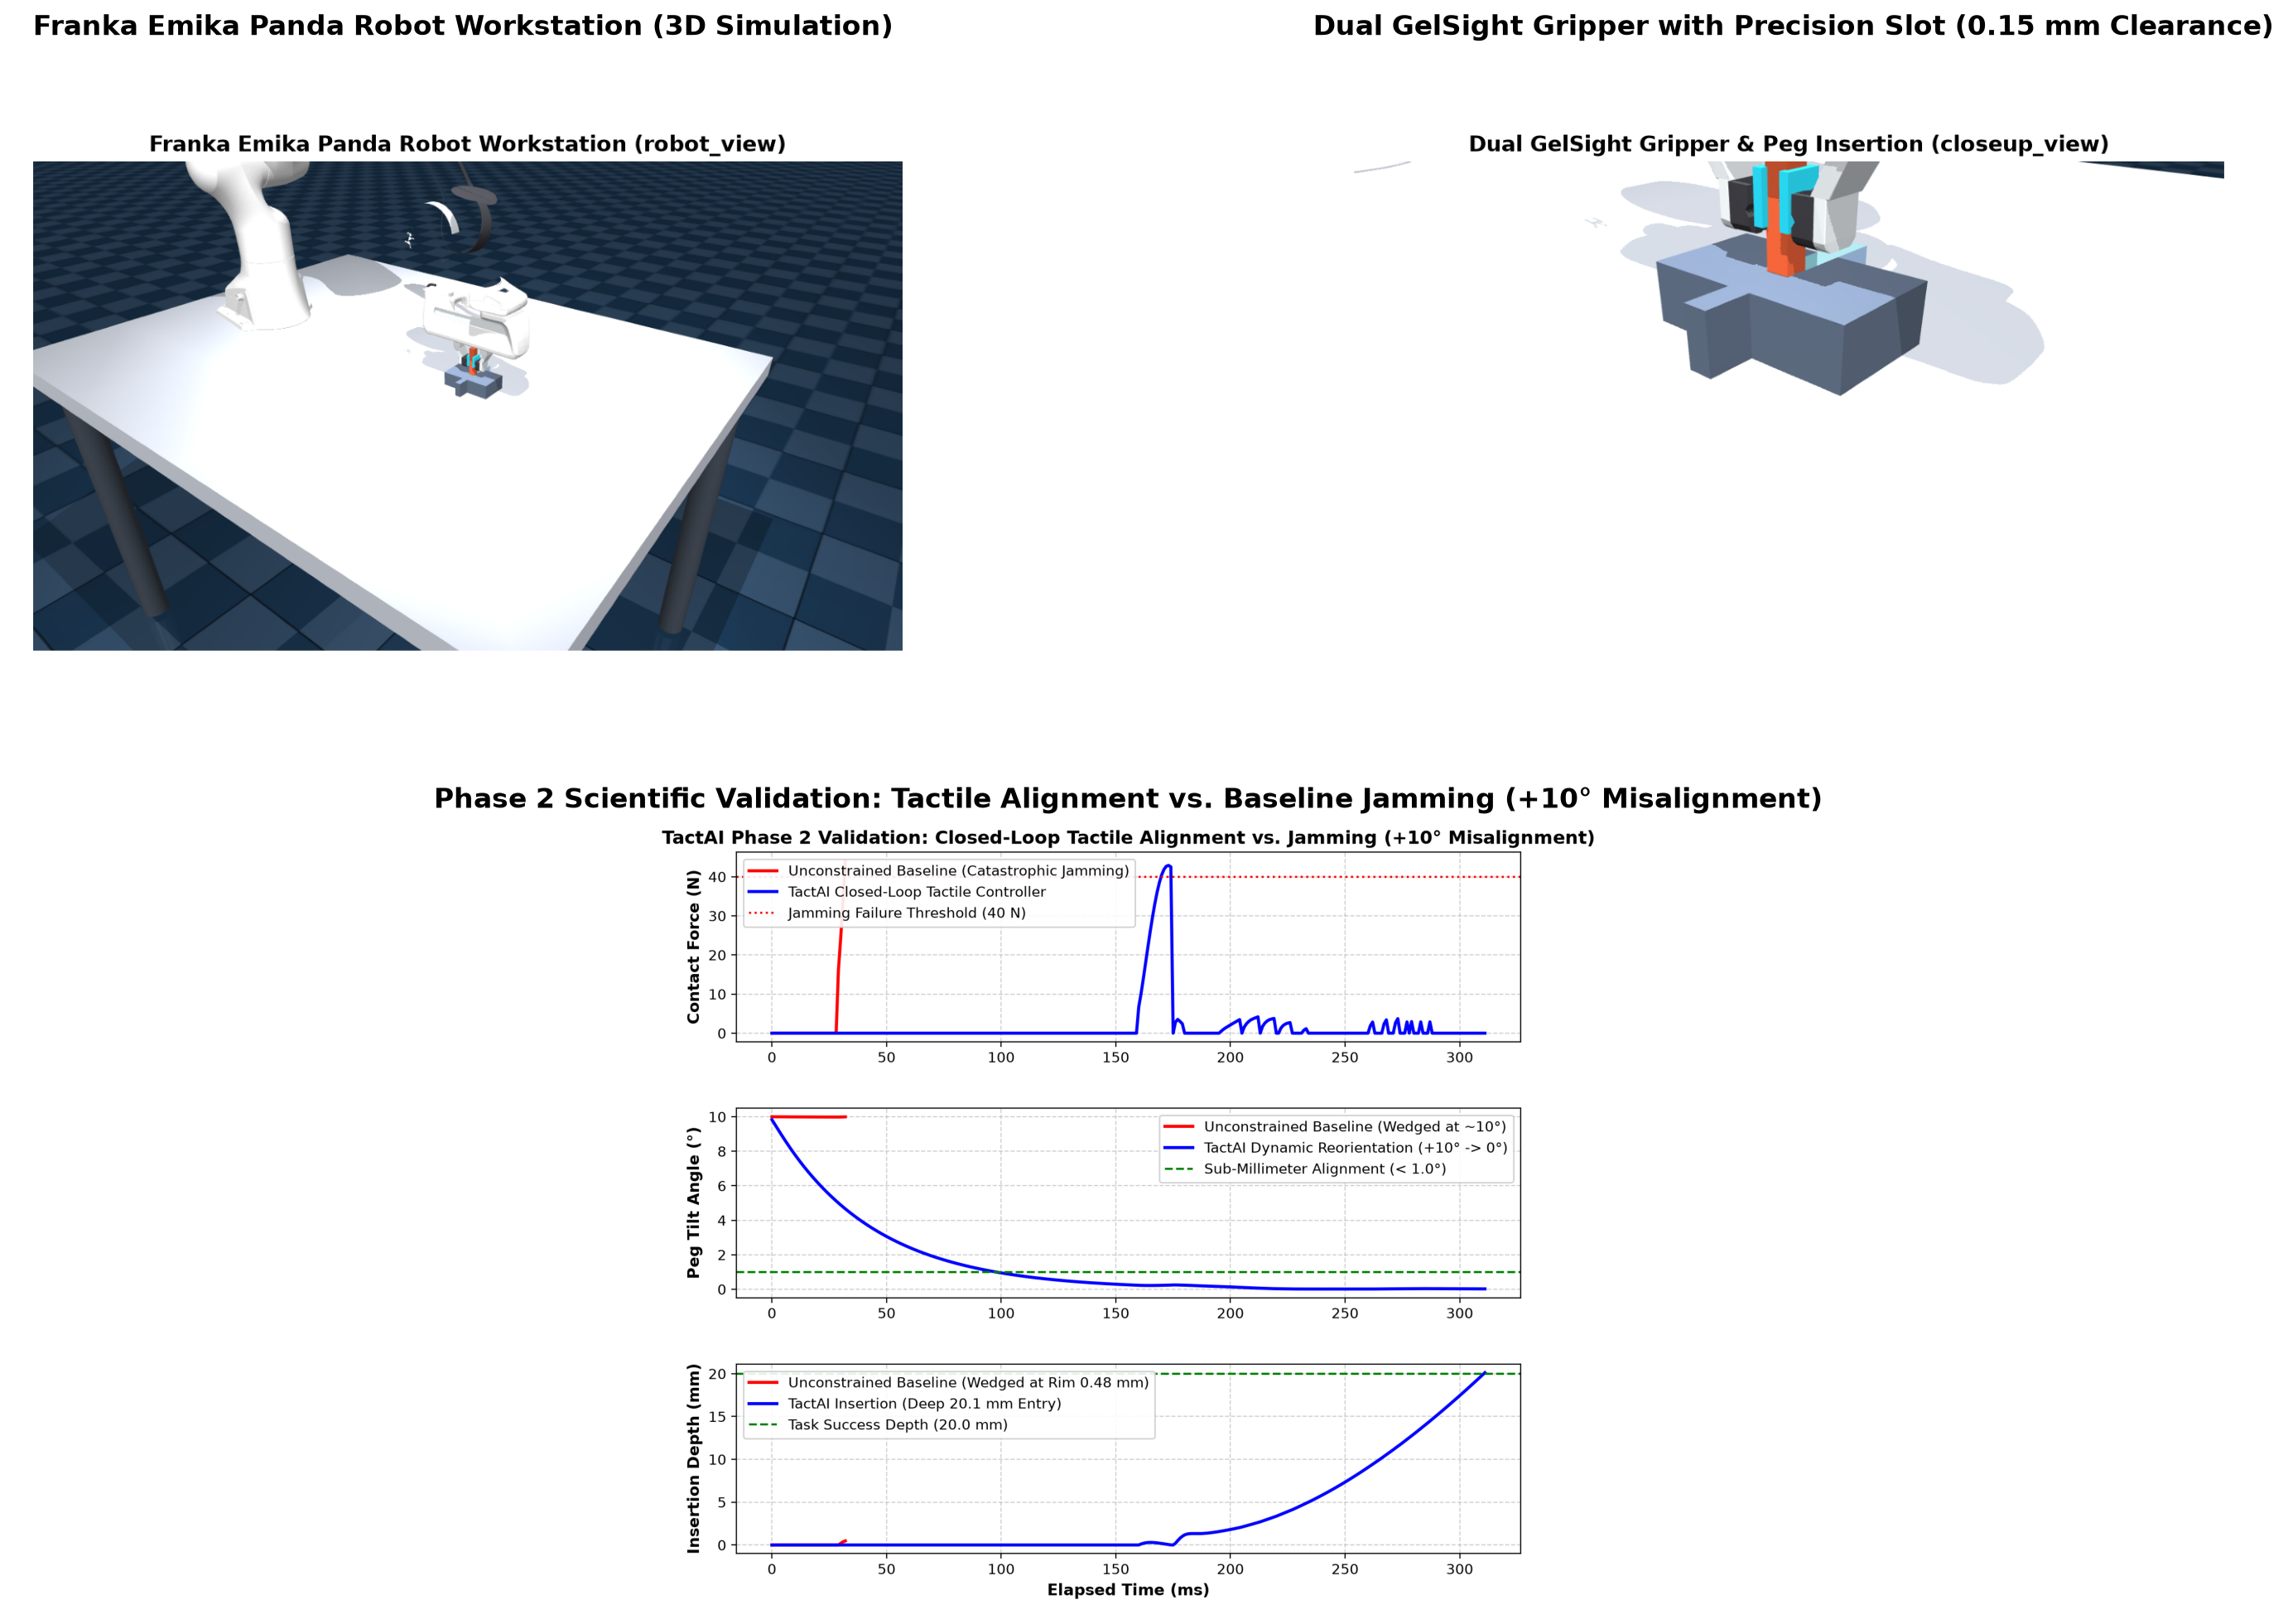 Franka Emika Panda Robot Workstation (3D Simulation)
Dual GelSight Gripper with Precision Slot (0.15 mm Clearance)
Franka Emika Panda Robot Workstation (robot_view)
Dual GelSight Gripper & Peg Insertion (closeup_view)
Phase 2 Scientific Validation: Tactile Alignment vs. Baseline Jamming (+10° Misalignment)
TactAI Phase 2 Validation: Closed-Loop Tactile Alignment vs. Jamming (+10° Misalignment)
Contact Force (N)
40
30
20
10
0
Unconstrained Baseline (Catastrophic Jamming)
TactAI Closed-Loop Tactile Controller
Jamming Failure Threshold (40 N)
0 50 100 150 200 250 300
Peg Tilt Angle (°)
10
8
6
4
2
0
Unconstrained Baseline (Wedged at ~10°)
TactAI Dynamic Reorientation (+10° -> 0°)
Sub-Millimeter Alignment (< 1.0°)
0 50 100 150 200 250 300
Insertion Depth (mm)
20
15
10
5
0
Unconstrained Baseline (Wedged at Rim 0.48 mm)
TactAI Insertion (Deep 20.1 mm Entry)
Task Success Depth (20.0 mm)
0 50 100 150 200 250 300
Elapsed Time (ms)